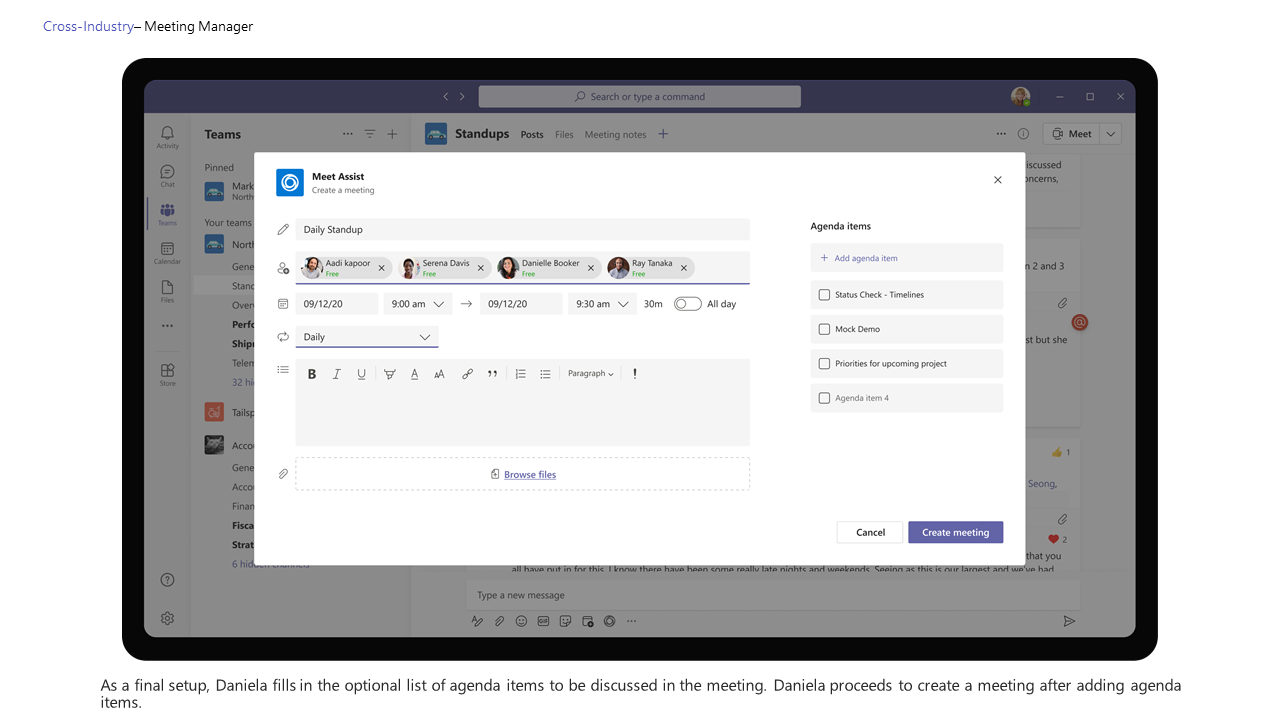 Cross-Industry– Meeting Manager
Search or type a command
Activity
Chat
Teams
Calendar
Files
Store
Teams
Pinned
Mark
North
Your teams
North
Gene
Stand
Over
Perfo
Ship
Telem
32 hi
Tailsp
Acco
Gene
Acco
Finan
Fisca
Strat
6 hidden channels
Standups Posts Files Meeting notes
Meet
iscussed
oncerns,
n 2 and 3
st but she
1
Seong,
2
that you
all have put in for this. I know there have been some really late nights and weekends. Seeing as this is our largest and we've had
Type a new message
GIF
Meet Assist
Create a meeting
Daily Standup
Aadi kapoor
Free
Serena Davis
Free
Danielle Booker
Free
Ray Tanaka
Free
09/12/20 9:00 am 09/12/20 9:30 am 30m All day
Daily
B I U A AA Paragraph !
Browse files
Agenda items
Add agenda item
Status Check - Timelines
Mock Demo
Priorities for upcoming project
Agenda item 4
Cancel Create meeting
As a final setup, Daniela fills in the optional list of agenda items to be discussed in the meeting. Daniela proceeds to create a meeting after adding agenda
items.